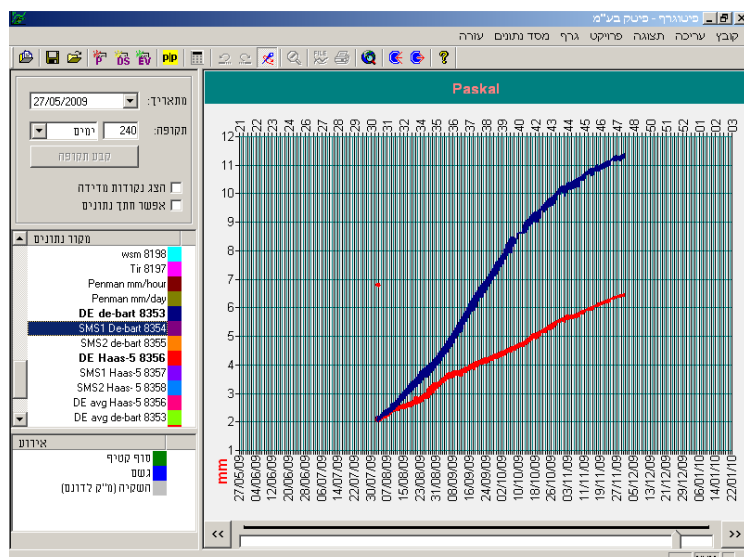 פיטוגרף - פיטק בע"מ
קובץ עריכה תצוגה פרויקט גרף מסד נתונים עזרה
P DS EV P|P FILE ?
מתאריך: 27/05/2009
תקופה: 240 ימים
קבע תקופה
הצג נקודות מדידה
אפשר חתך נתונים
מקור נתונים
wsm 8198
Tir 8197
Penman mm/hour
Penman mm/day
DE de-bart 8353
SMS1 De-bart 8354
SMS2 de-bart 8355
DE Haas-5 8356
SMS1 Haas-5 8357
SMS2 Haas- 5 8358
DE avg Haas-5 8356
DE avg de-bart 8353
אירוע
סוף קטיף
גשם
השקיה (מ"ק לדונם)
Paskal
21 22 23 24 25 26 27 28 29 30 31 34 35 36 37 38 39 40 42 43 44 45 46 47 48 50 51 52 01 02 03
12
11
10
9
8
7
6
5
4
3
2
1
mm
27/05/09 04/06/09 12/06/09 20/06/09 28/06/09 06/07/09 14/07/09 22/07/09 30/07/09 07/08/09 15/08/09 23/08/09 31/08/09 08/09/09 16/09/09 24/09/09 02/10/09 10/10/09 18/10/09 26/10/09 03/11/09 11/11/09 19/11/09 27/11/09 05/12/09 13/12/09 21/12/09 29/12/09 06/01/10 14/01/10 22/01/10
<< >>